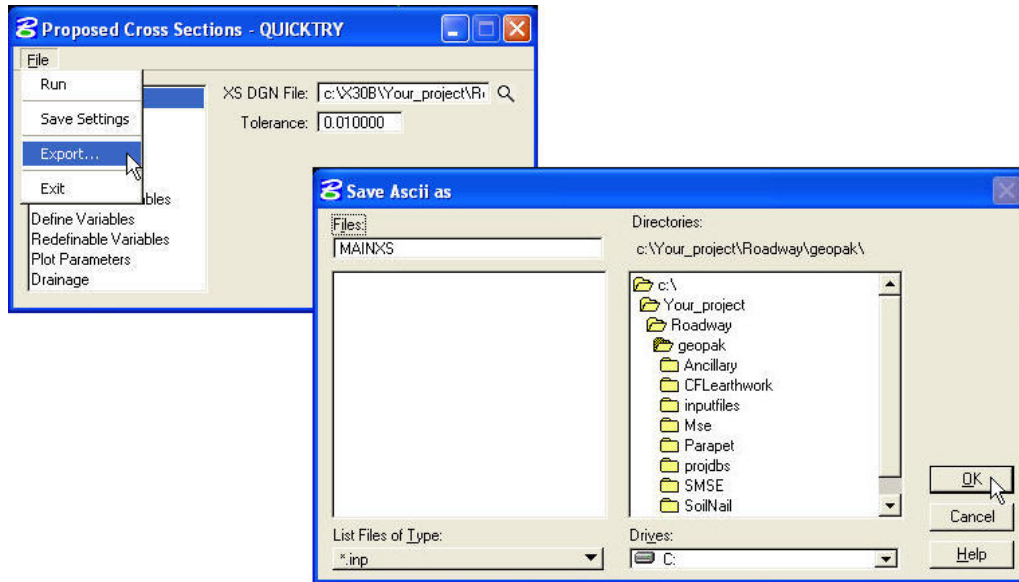 Proposed Cross Sections - QUICKTRY
File
Run
Save Settings
Export...
Exit
XS DGN File: c:\X30B\Your_project\R
Tolerance: 0.010000
bles
Define Variables
Redefinable Variables
Plot Parameters
Drainage
Save Ascii as
Files:
MAINXS
Directories:
c:\Your_project\Roadway\geopak\
c:\
Your_project
Roadway
geopak
Ancillary
CFLearthwork
inputfiles
Mse
Parapet
projdbs
SMSE
SoilNail
OK
Cancel
Help
List Files of Type:
*.inp
Drives:
C: